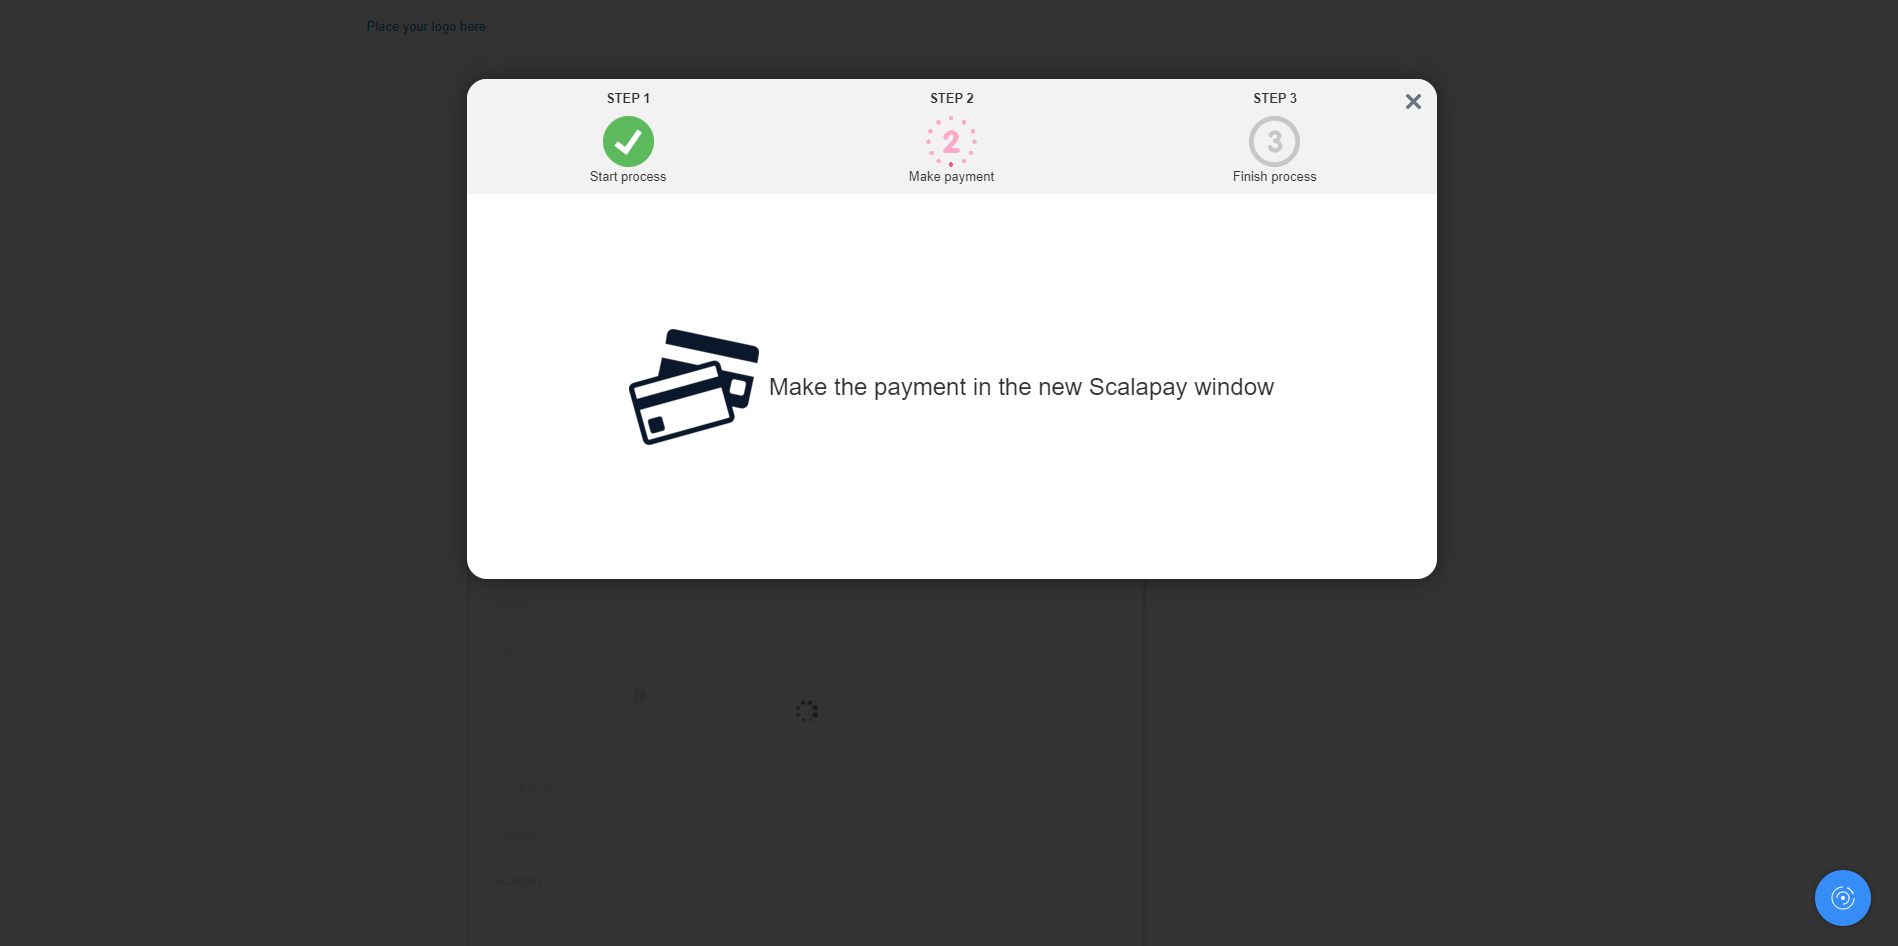 Place your logo here
STEP 1
STEP 2
STEP 3
2
3
Start process
Make payment
Finish process
Make the payment in the new Scalapay window
Scalapay